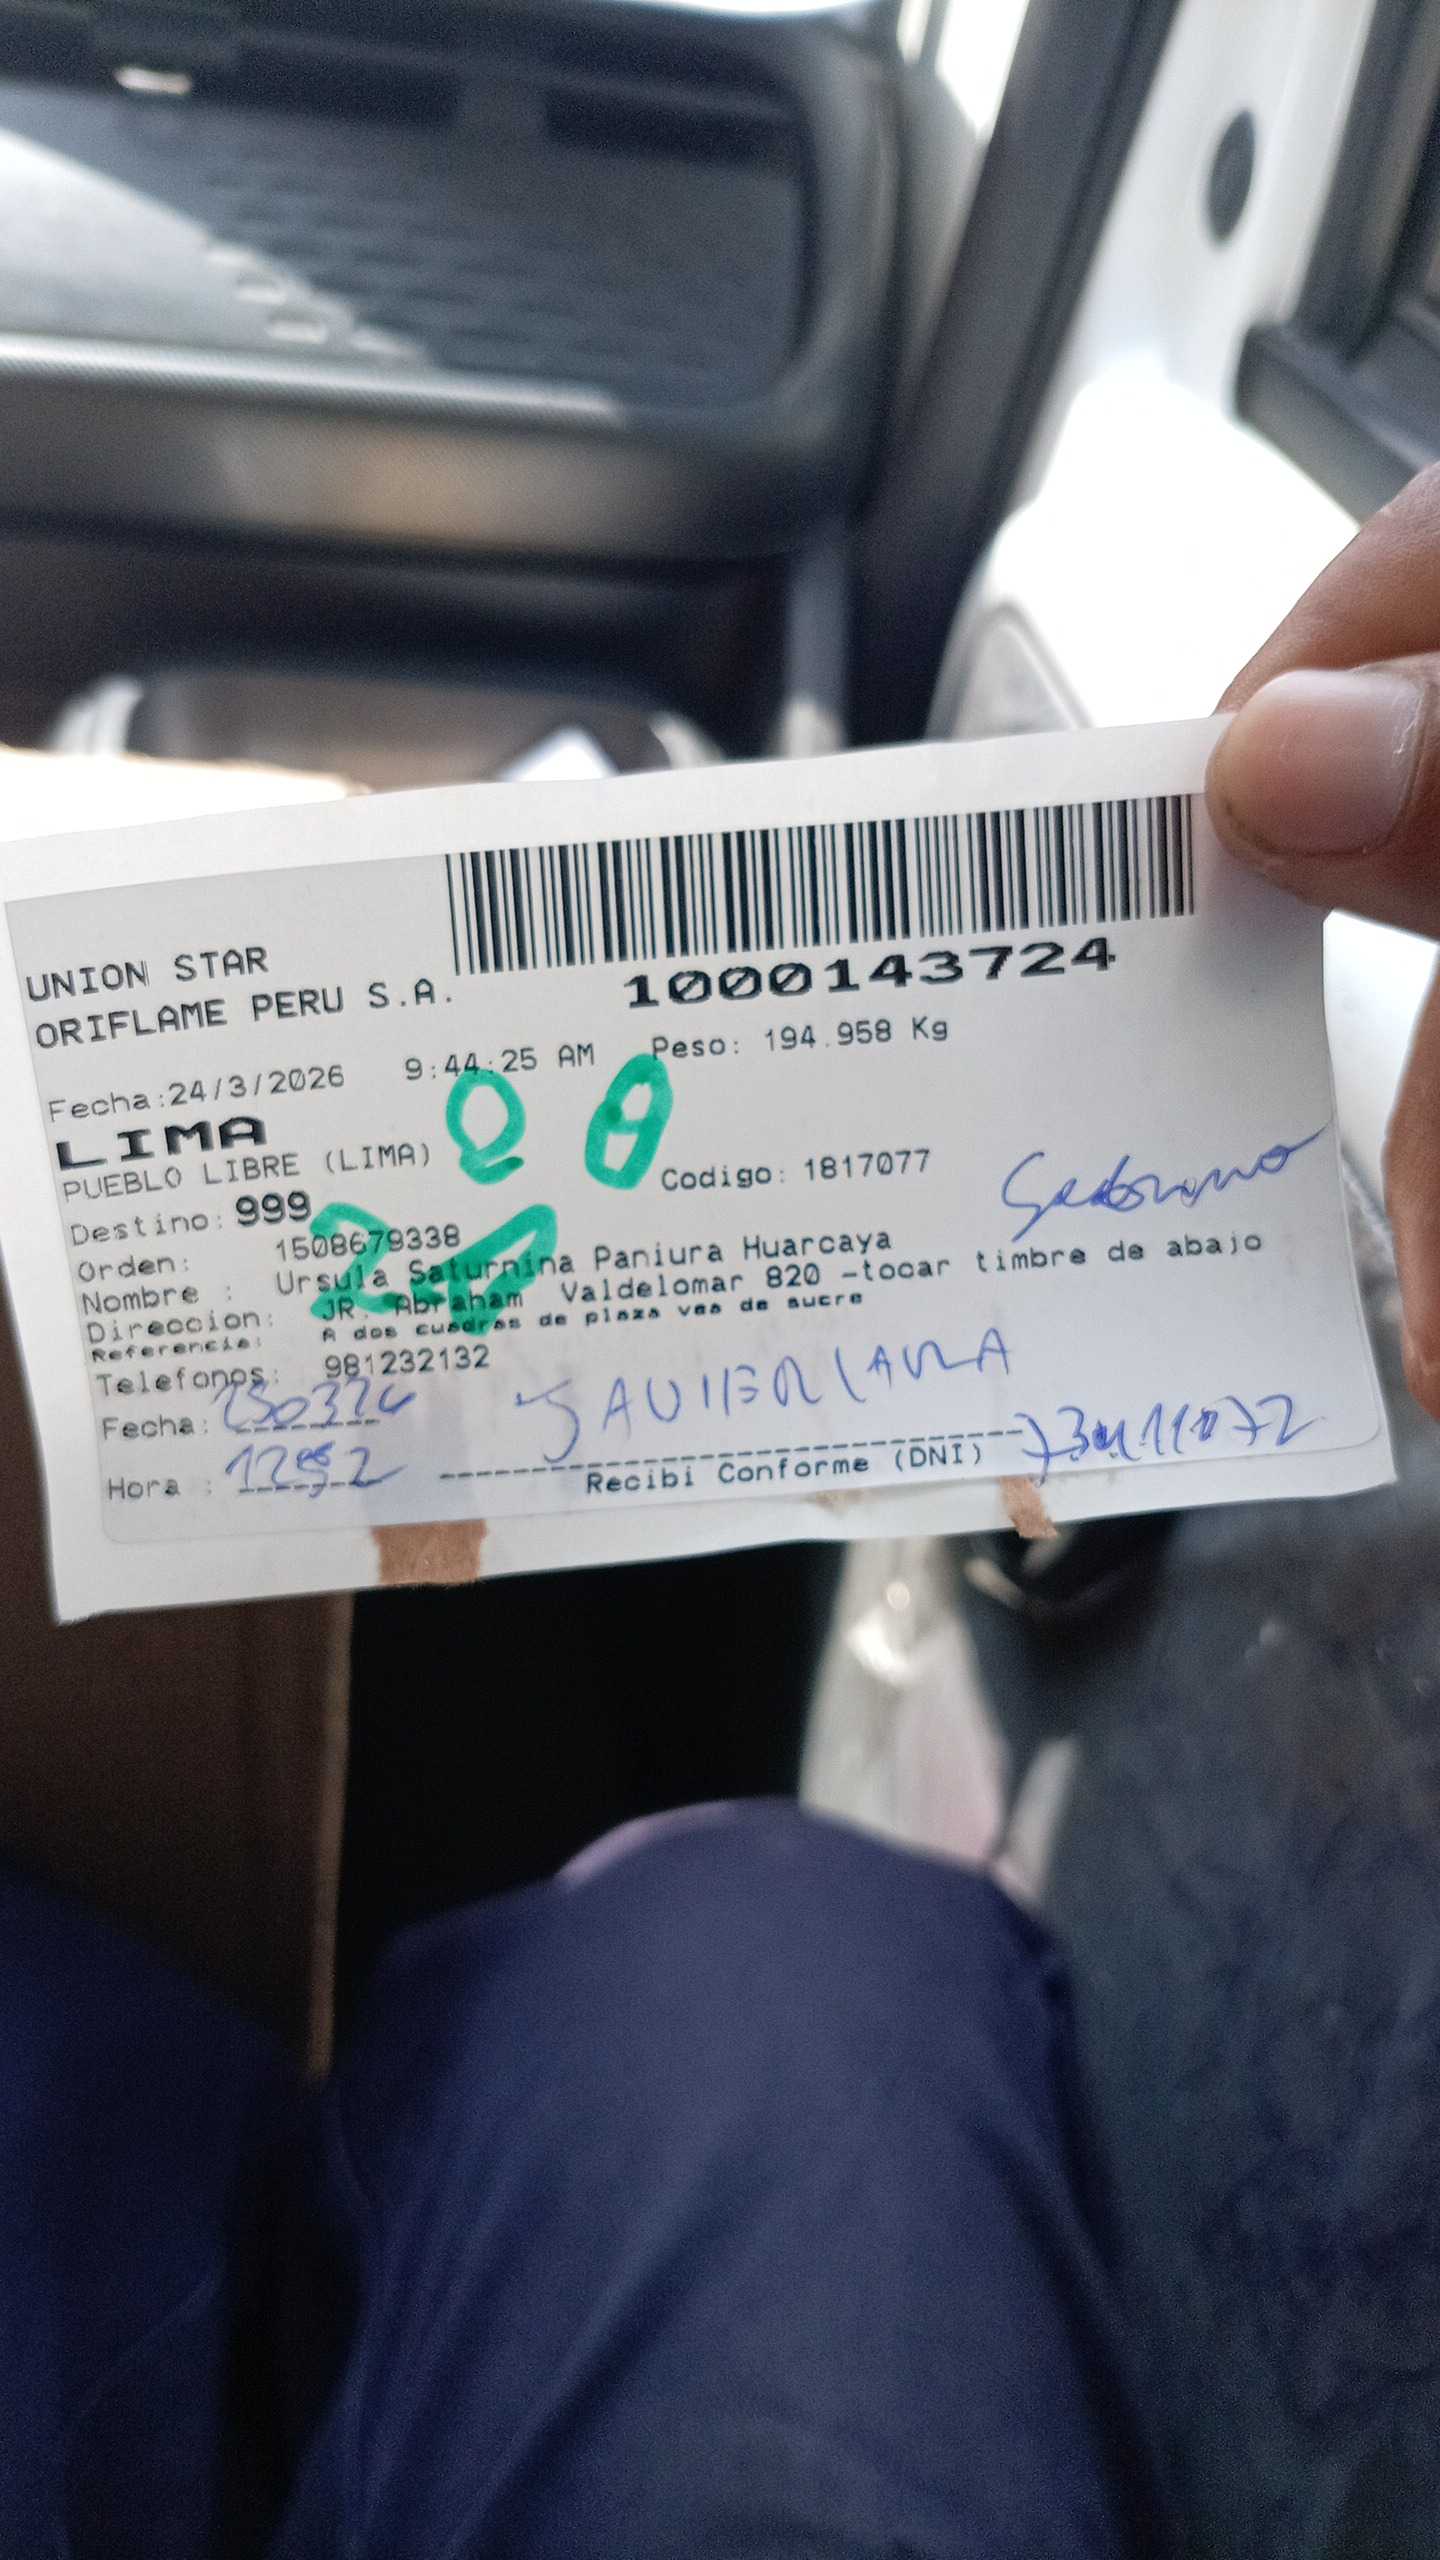 UNION STAR
ORIFLAME PERU S.A.
1000143724
Fecha:24/3/2026 9:44:25 AM Peso: 194.958 Kg
LIMA
PUEBLO LIBRE (LIMA)
Destino: 999 Codigo: 1817077
Orden: 1508679338
Nombre : Ursula Saturnina Paniura Huarcaya
Direccion: JR. Abraham Valdelomar 820 -tocar timbre de abajo
Referencia: A dos cuadras de plaza vea de sucre
Telefonos: 981232132
Fecha:
JAVIER LAURA
Hora :
Recibi Conforme (DNI)